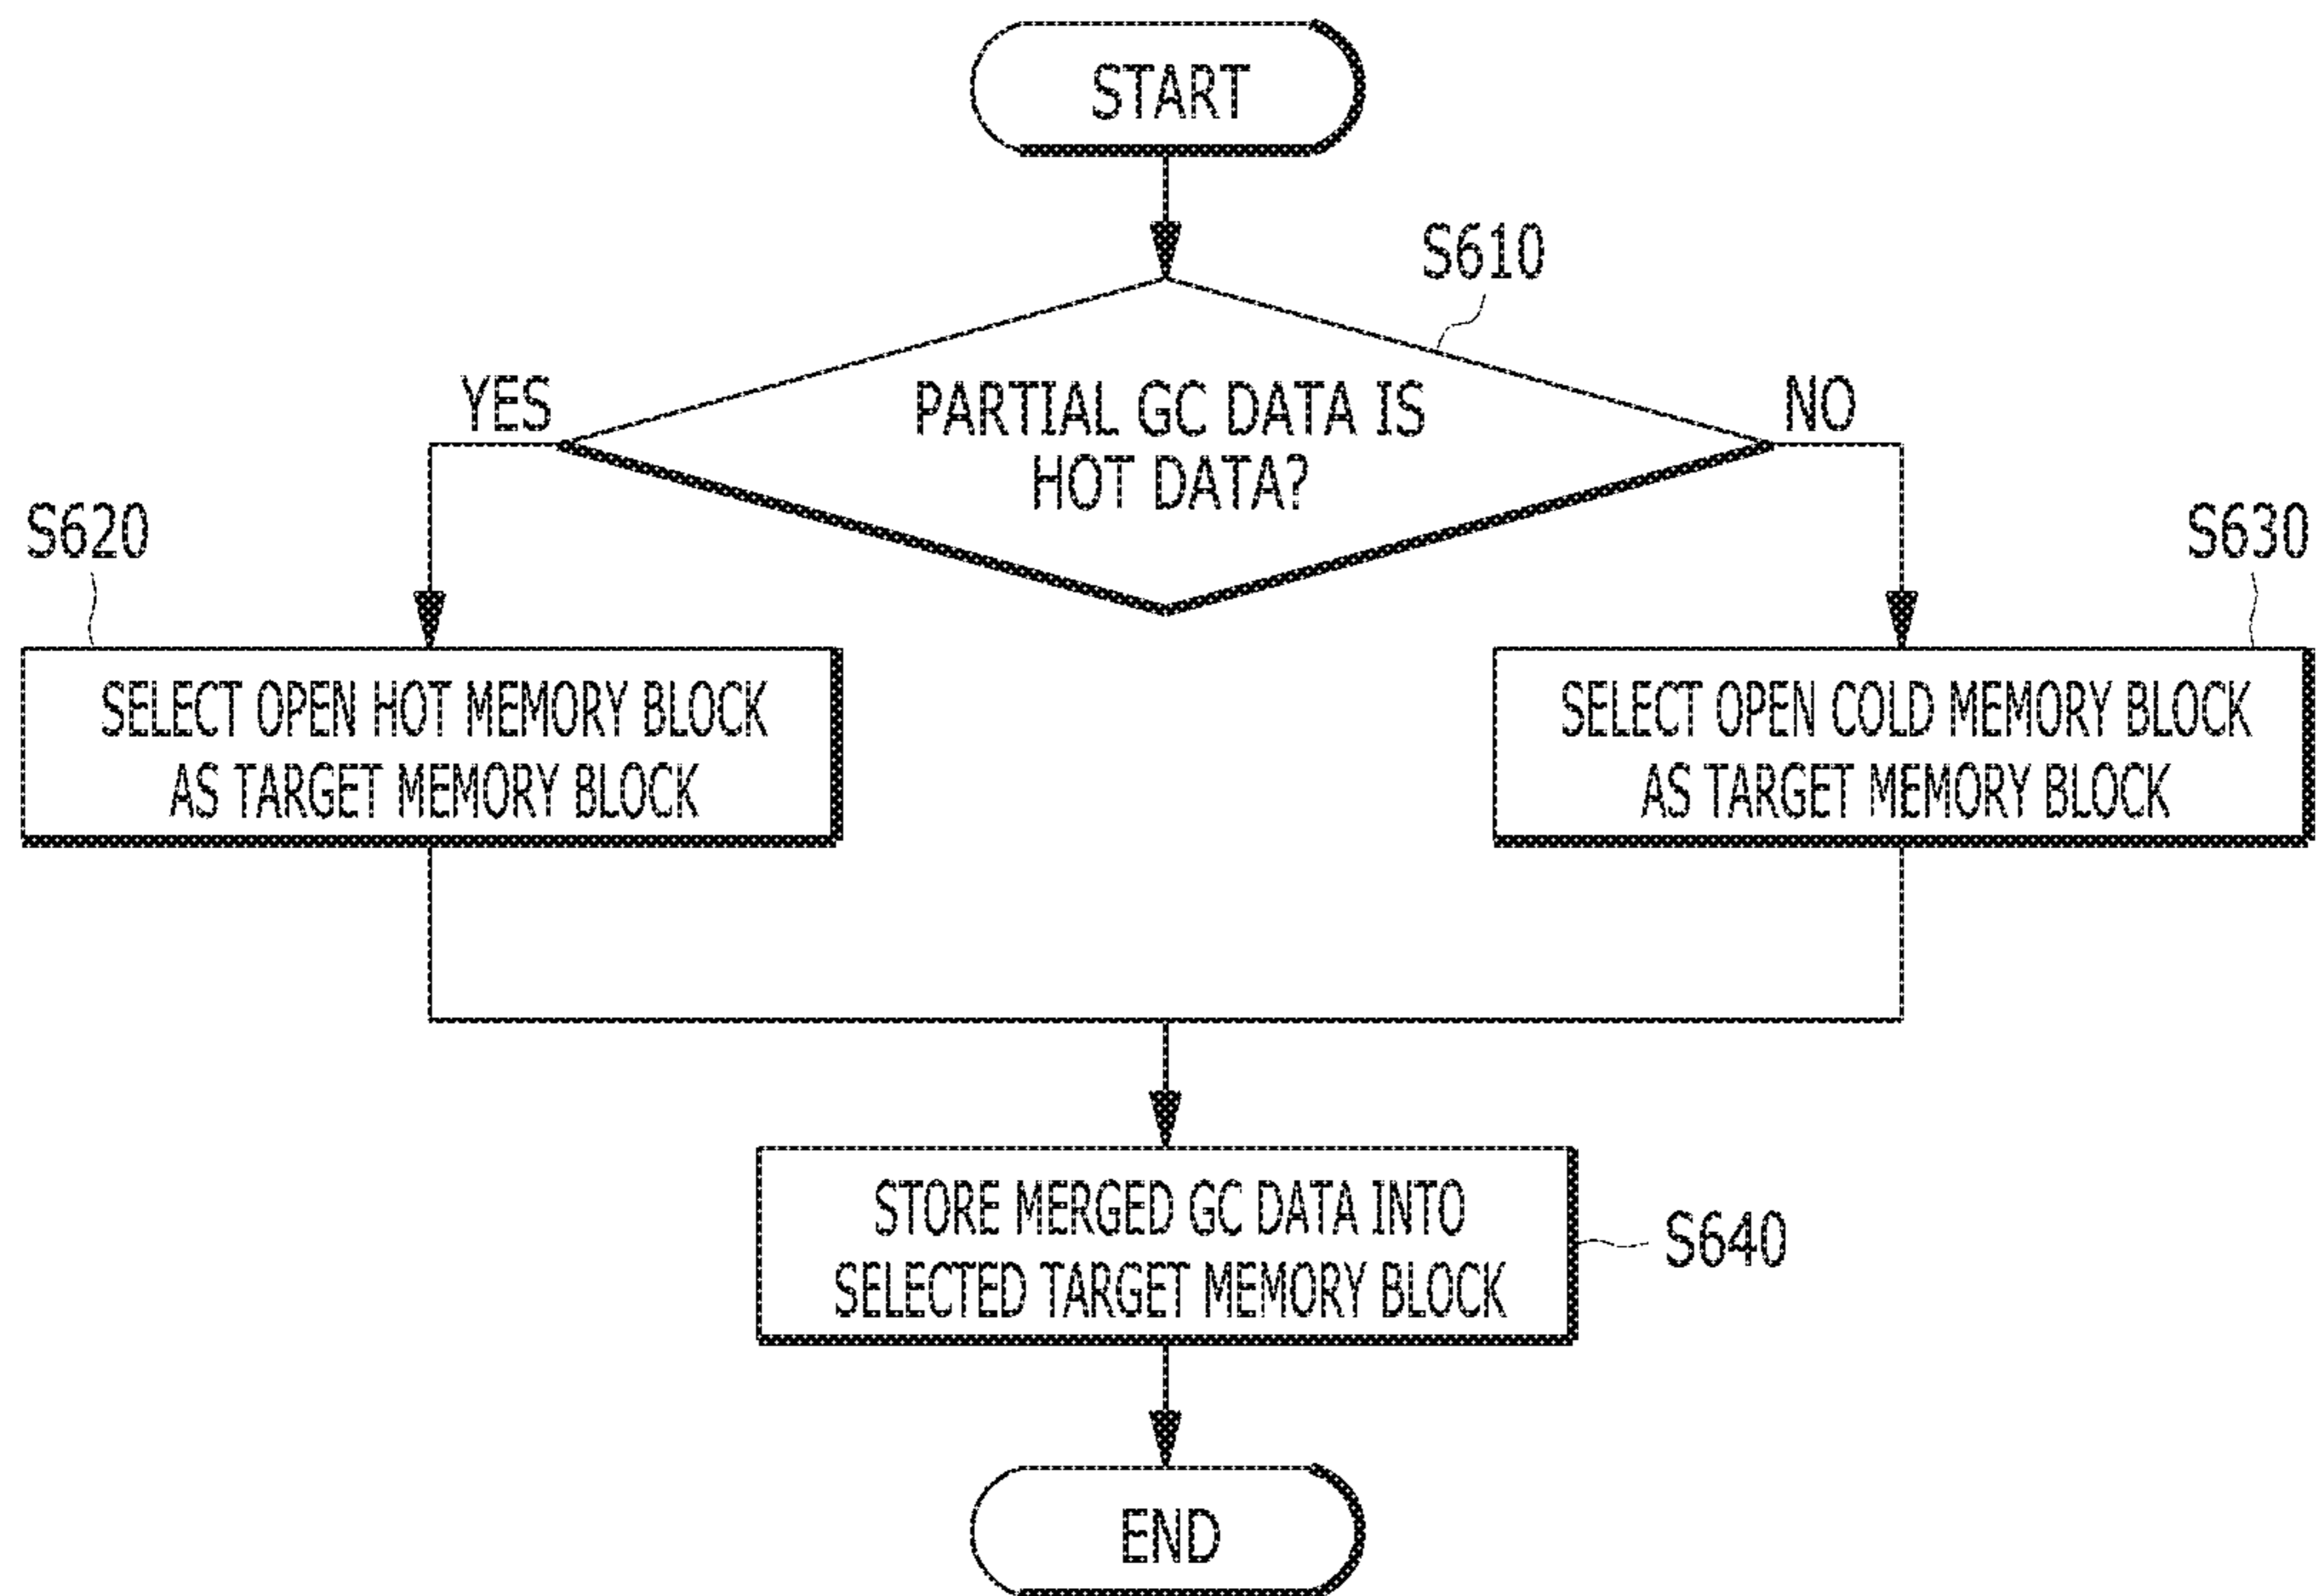 START
S610
PARTIAL GC DATA IS
HOT DATA?
YES
NO
S620
SELECT OPEN HOT MEMORY BLOCK
AS TARGET MEMORY BLOCK
S630
SELECT OPEN COLD MEMORY BLOCK
AS TARGET MEMORY BLOCK
STORE MERGED GC DATA INTO
SELECTED TARGET MEMORY BLOCK
S640
END